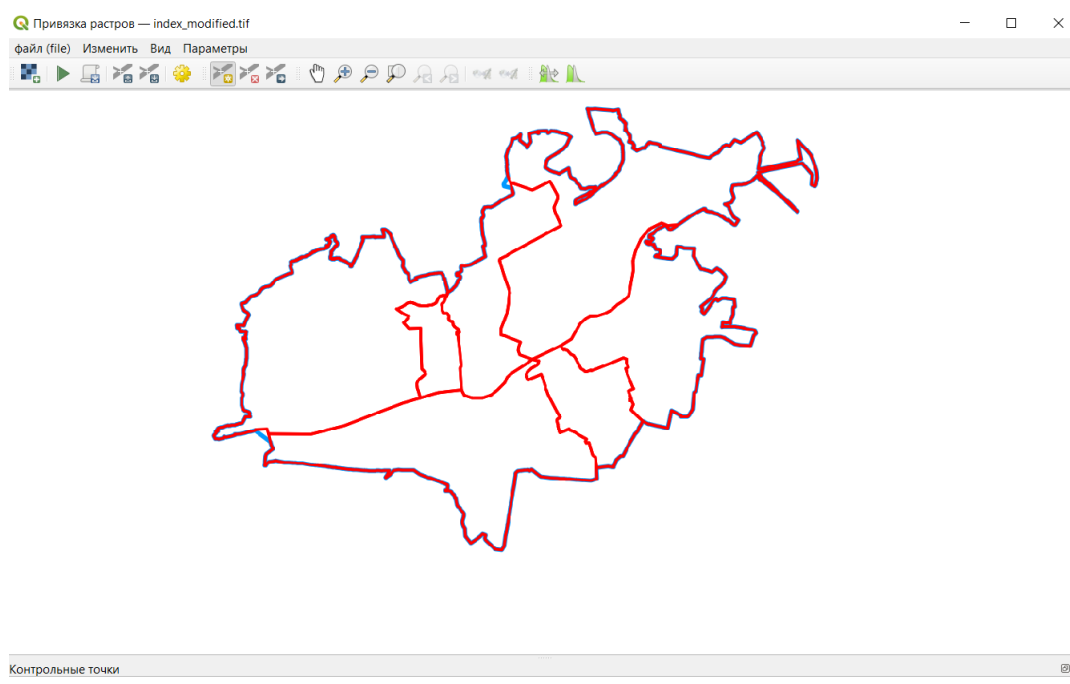 Привязка растров — index_modified.tif
файл (file) Изменить Вид Параметры
Контрольные точки